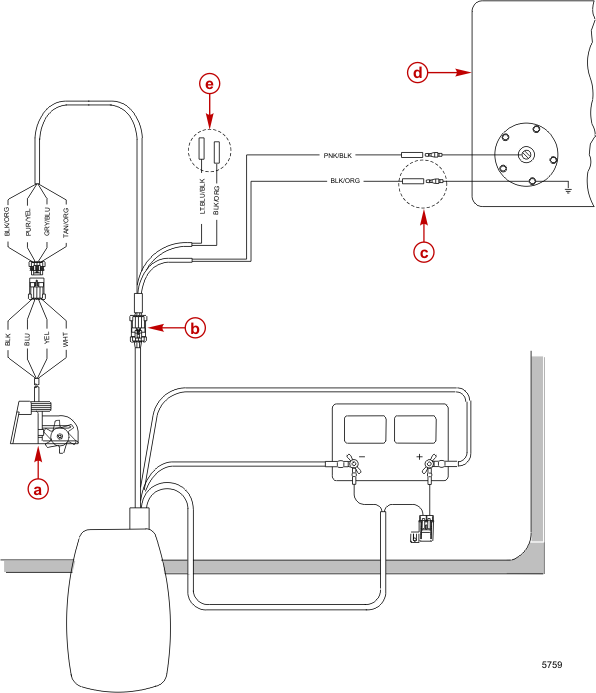 d
e
PNK/BLK
BLK/ORG
LT.BLU/BLK
BLK/ORG
c
BLK/ORG
PUR/YEL
GRY/BLU
TAN/ORG
b
BLK
BLU
YEL
WHT
a
− +
5759